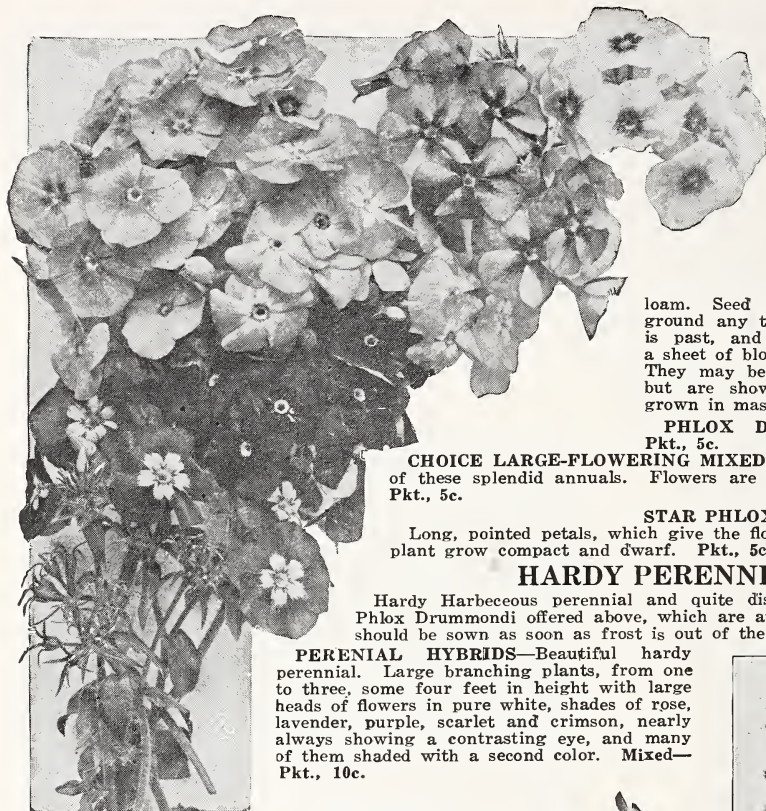 loam. Seed
ground any t
is past, and
a sheet of blo
They may be
but are show
grown in mas
PHLOX D
Pkt., 5c.
CHOICE LARGE-FLOWERING MIXED
of these splendid annuals. Flowers are
Pkt., 5c.
STAR PHLOX
Long, pointed petals, which give the flo
plant grow compact and dwarf. Pkt., 5c
HARDY PERENNI
Hardy Harbeceous perennial and quite dis
Phlox Drummondi offered above, which are a
should be sown as soon as frost is out of the
PERENIAL HYBRIDS—Beautiful hardy
perennial. Large branching plants, from one
to three, some four feet in height with large
heads of flowers in pure white, shades of rose,
lavender, purple, scarlet and crimson, nearly
always showing a contrasting eye, and many
of them shaded with a second color. Mixed—
Pkt., 10c.